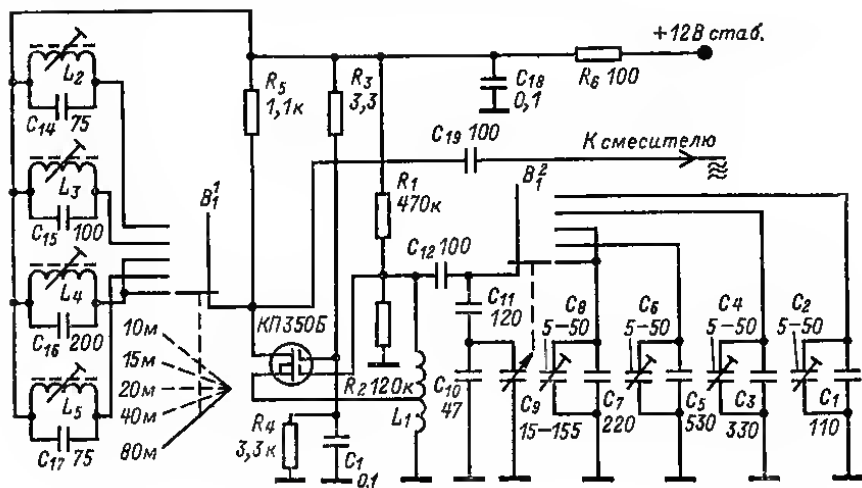 +12В стаб.
R6 100
C18
0,1
R5
1,1к
R3
3,3
L2
C14 75
C19 100
К смесителю
L3
C15 100
B1¹
R1
470к
B1²
C12 100
L4
C16 200
C11
120
КП350Б
C8
5–50
C6
5–50
C4
5–50
C2
5–50
10м
15м
20м
40м
80м
L5
C17 75
R2 120к
L1
C10
47
C9
15–155
C7
220
C5
530
C3
330
C1
110
R4
3,3к
C1
0,1